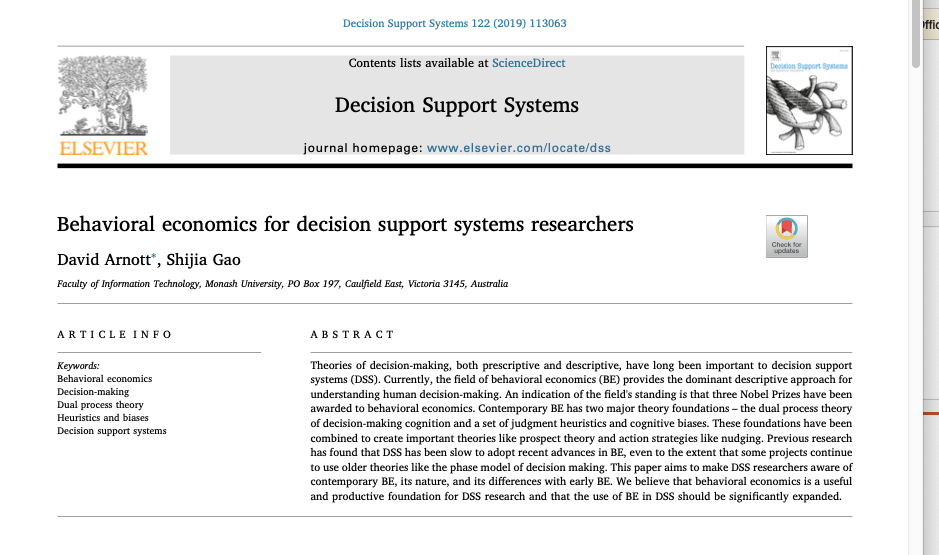 Decision Support Systems 122 (2019) 113063
Contents lists available at ScienceDirect
Decision Support Systems
journal homepage: www.elsevier.com/locate/dss
ELSEVIER
Decision Support Systems
Behavioral economics for decision support systems researchers
Check for
updates
David Arnott*, Shijia Gao
Faculty of Information Technology, Monash University, PO Box 197, Caulfield East, Victoria 3145, Australia
ARTICLE INFO
Keywords:
Behavioral economics
Decision-making
Dual process theory
Heuristics and biases
Decision support systems
ABSTRACT
Theories of decision-making, both prescriptive and descriptive, have long been important to decision support
systems (DSS). Currently, the field of behavioral economics (BE) provides the dominant descriptive approach for
understanding human decision-making. An indication of the field's standing is that three Nobel Prizes have been
awarded to behavioral economics. Contemporary BE has two major theory foundations – the dual process theory
of decision-making cognition and a set of judgment heuristics and cognitive biases. These foundations have been
combined to create important theories like prospect theory and action strategies like nudging. Previous research
has found that DSS has been slow to adopt recent advances in BE, even to the extent that some projects continue
to use older theories like the phase model of decision making. This paper aims to make DSS researchers aware of
contemporary BE, its nature, and its differences with early BE. We believe that behavioral economics is a useful
and productive foundation for DSS research and that the use of BE in DSS should be significantly expanded.